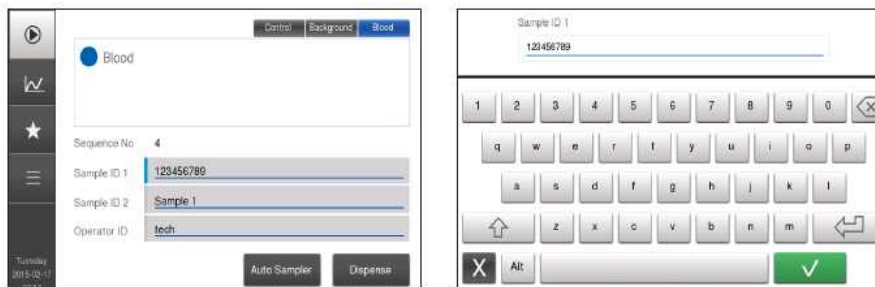 Control Background Blood
Blood
Sequence No 4
Sample ID 1 123456789
Sample ID 2 Sample 1
Operator ID tech
Auto Sampler Dispense
Tuesday
2015-02-17
Sample ID 1
123456789
1 2 3 4 5 6 7 8 9 0
q w e r t y u i o p
a s d f g h j k l
z x c v b n m
X Alt